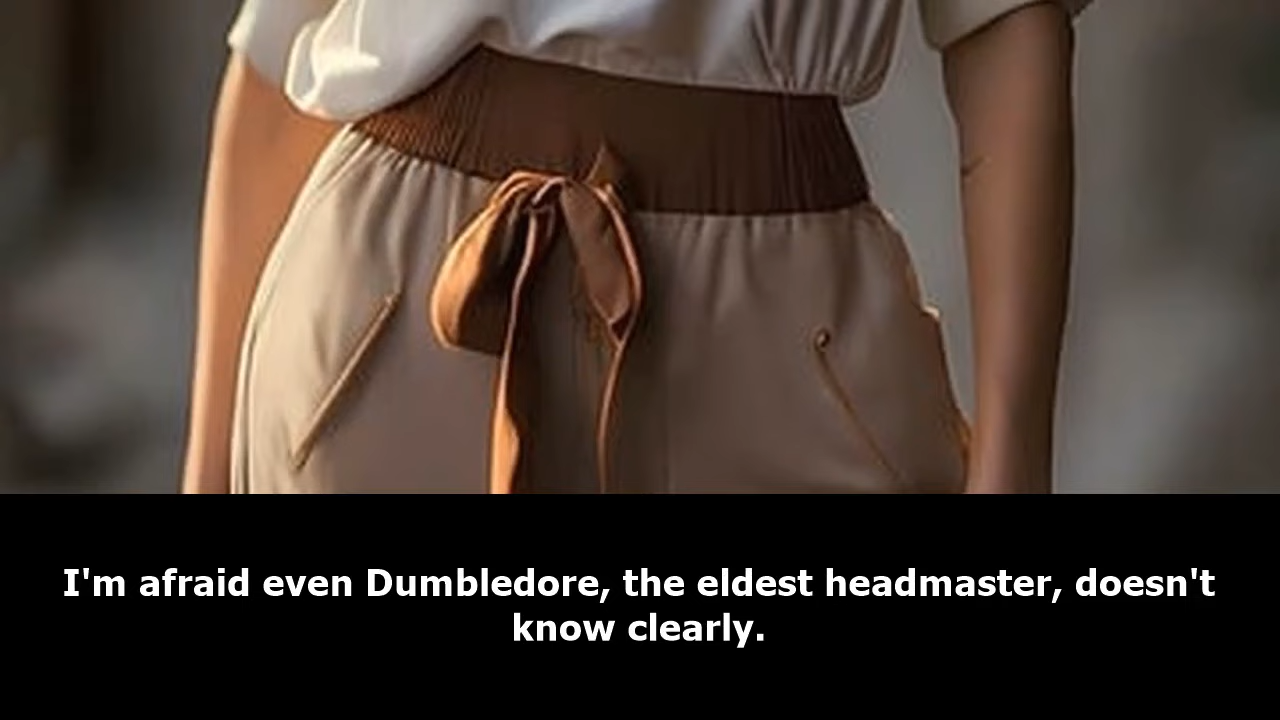 I'm afraid even Dumbledore, the eldest headmaster, doesn't
know clearly.